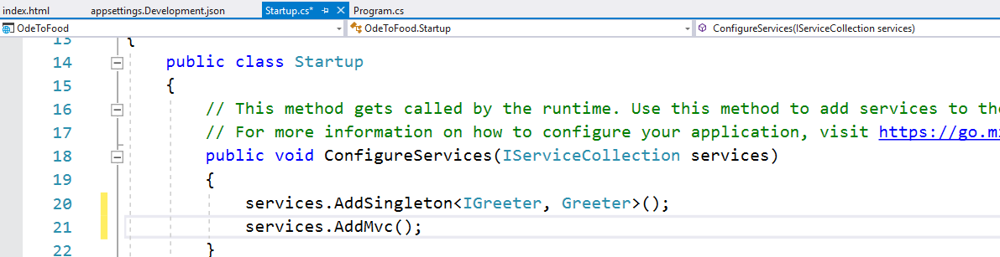 index.html appsettings.Development.json Startup.cs* Program.cs
OdeToFood OdeToFood.Startup ConfigureServices(IServiceCollection services)
13 {
14 public class Startup
15 {
16 // This method gets called by the runtime. Use this method to add services to
17 // For more information on how to configure your application, visit https://go.
18 public void ConfigureServices(IServiceCollection services)
19 {
20 services.AddSingleton<IGreeter, Greeter>();
21 services.AddMvc();
22 }